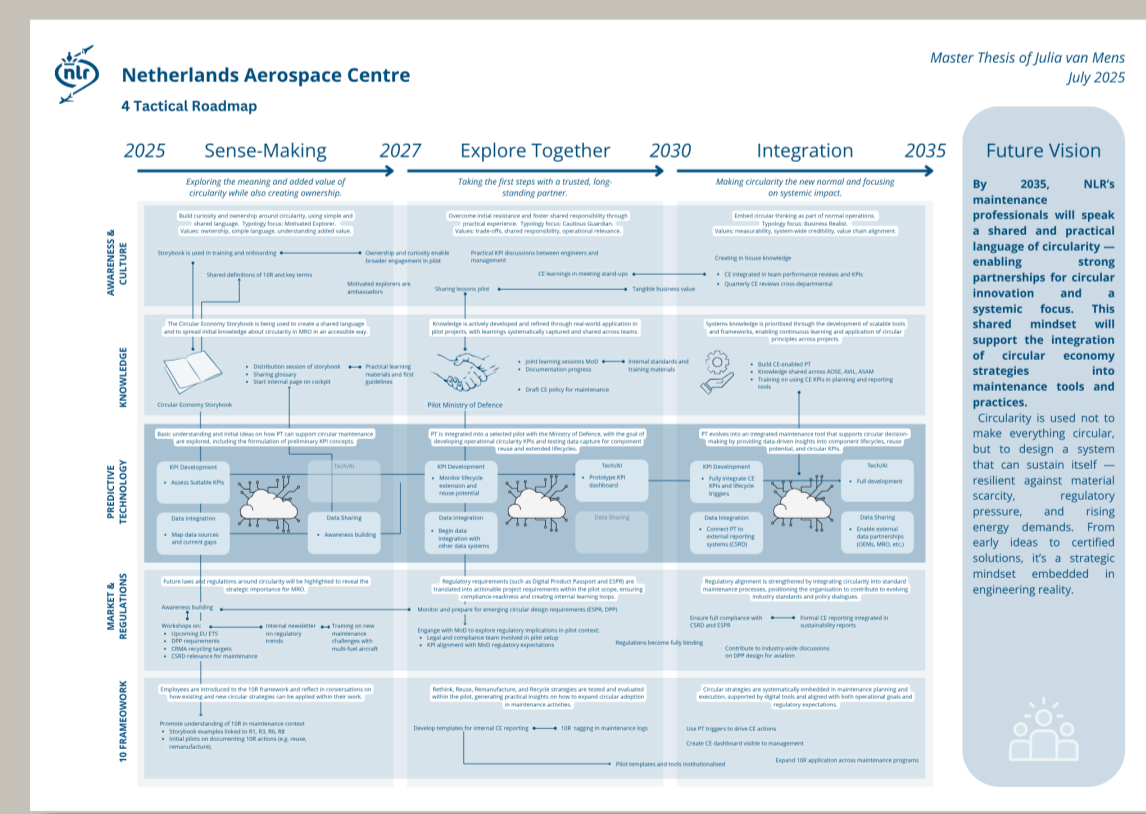 nlr
Netherlands Aerospace Centre
4 Tactical Roadmap
Master Thesis of Julia van Mens
July 2025
2025
Sense-Making
2027
Explore Together
2030
Integration
2035
Exploring the meaning and added value of
circularity while also creating ownership.
Taking the first steps with a trusted, long-
standing partner.
Making circularity the new normal and focusing
on systemic impact.
AWARENESS &
CULTURE
Build curiosity and ownership around circularity, using simple and
shared language. Typology focus: Motivated Explorer.
Values: ownership, simple language, understanding added value.
Storybook is used in training and onboarding
Ownership and curiosity enable
broader engagement in pilot
Shared definitions of 10R and key terms
Motivated explorers are
ambassadors
Overcome initial resistance and foster shared responsibility through
practical experience. Typology focus: Cautious Guardian.
Values: trade-offs, shared responsibility, operational relevance.
Practical KPI discussions between engineers and
management
CE learnings in meeting stand-ups
Sharing lessons pilot
Tangible business value
Embed circular thinking as part of normal operations.
Typology focus: Business Realist.
Values: measurability, system-wide credibility, value chain alignment.
Creating in house knowledge
• CE integrated in team performance reviews and KPIs
• Quarterly CE reviews cross-departmental
KNOWLEDGE
The Circular Economy Storybook is being used to create a shared language
and to spread initial knowledge about circularity in MRO in an accessible way.
• Distribution session of storybook
• Sharing glossary
• Start internal page on cockpit
Practical learning
materials and first
guidelines
Circular Economy Storybook
Knowledge is actively developed and refined through real-world application in
pilot projects, with learnings systematically captured and shared across teams.
• Joint learning sessions MoD
• Documentation progress
Internal standards and
training materials
• Draft CE policy for maintenance
Pilot Ministry of Defence
Systems knowledge is prioritised through the development of scalable tools
and frameworks, enabling continuous learning and application of circular
principles across projects.
• Build CE-enabled PT
• Knowledge shared across AOSE, AVIL, ASAM
• Training on using CE KPIs in planning and reporting
tools
PREDICTIVE
TECHNOLOGY
Basic understanding and initial ideas on how PT can support circular maintenance
are explored, including the formulation of preliminary KPI concepts.
KPI Development
• Assess Suitable KPIs
Tech/AI
Data Integration
• Map data sources
and current gaps
Data Sharing
• Awareness building
PT is integrated into a selected pilot with the Ministry of Defence, with the goal of
developing operational circularity KPIs and testing data capture for component
reuse and extended lifecycles.
KPI Development
• Monitor lifecycle
extension and
reuse potential
Tech/AI
• Prototype KPI
dashboard
Data Integration
• Begin data
integration with
other data systems
Data Sharing
PT evolves into an integrated maintenance tool that supports circular decision-
making by providing data-driven insights into component lifecycles, reuse
potential, and circular KPIs.
KPI Development
• Fully integrate CE
KPIs and lifecycle
triggers
Tech/AI
• Full development
Data Integration
• Connect PT to
external reporting
systems (CSRD)
Data Sharing
• Enable external
data partnerships
(OEMs, MRO, etc.)
MARKET &
REGULATIONS
Future laws and regulations around circularity will be highlighted to reveal the
strategic importance for MRO.
Awareness building
Workshops on:
• Upcoming EU ETS
• DPP requirements
• CRMA recycling targets
• CSRD relevance for maintenance
Internal newsletter
on regulatory
trends
Training on new
maintenance
challenges with
multi-fuel aircraft
Regulatory requirements (such as Digital Product Passport and ESPR) are
translated into actionable project requirements within the pilot scope, ensuring
compliance-readiness and creating internal learning loops.
Monitor and prepare for emerging circular design requirements (ESPR, DPP)
Engange with MoD to explore regulatory implications in pilot context:
• Legal and compliance team involved in pilot setup
• KPI alignment with MoD regulatory expectations
Regulations become fully binding
Regulatory alignment is strengthened by integrating circularity into standard
maintenance processes, positioning the organisation to contribute to evolving
industry standards and policy dialogues.
Ensure full compliance with
CSRD and ESPR
Formal CE reporting integrated in
sustainability reports
Contribute to industry-wide discussions
on DPP design for aviation
10 FRAMEOWORK
Employees are introduced to the 10R framework and reflect in conversations on
how existing and new circular strategies can be applied within their work.
Promote understanding of 10R in maintenance context
• Storybook examples linked to R1, R3, R6, R8
• Initial pilots on documenting 10R actions (e.g. reuse,
remanufacture).
Rethink, Reuse, Remanufacture, and Recycle strategies are tested and evaluated
within the pilot, generating practical insights on how to expand circular adoption
in maintenance activities.
Develop templates for internal CE reporting
10R tagging in maintenance logs
Pilot templates and tools institutionalised
Circular strategies are systematically embedded in maintenance planning and
execution, supported by digital tools and aligned with both operational goals and
regulatory expectations.
Use PT triggers to drive CE actions
Create CE dashboard visible to management
Expand 10R application across maintenance programs
Future Vision
By 2035, NLR's
maintenance
professionals will speak
a shared and practical
language of circularity —
enabling strong
partnerships for circular
innovation and a
systemic focus. This
shared mindset will
support the integration
of circular economy
strategies into
maintenance tools and
practices.
Circularity is used not to
make everything circular,
but to design a system
that can sustain itself —
resilient against material
scarcity, regulatory
pressure, and rising
energy demands. From
early ideas to certified
solutions, it's a strategic
mindset embedded in
engineering reality.